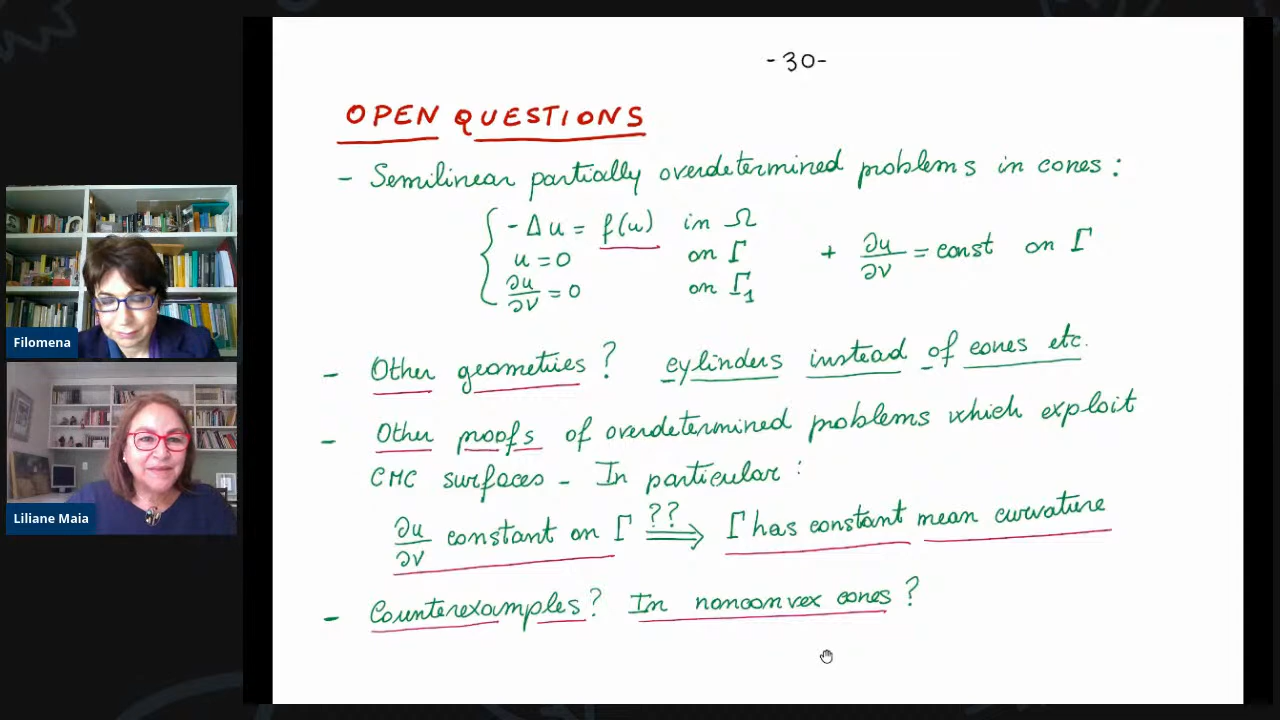 -30-
OPEN QUESTIONS
- Semilinear partially overdetermined problems in cones:
-Δu = f(u) in Ω
u=0 on Γ + ∂u/∂ν = const on Γ
∂u/∂ν = 0 on Γ₁
- Other geometries? cylinders instead of cones etc.
- Other proofs of overdetermined problems which exploit
CMC surfaces - In particular:
∂u/∂ν constant on Γ ??⟹ Γ has constant mean curvature
- Counterexamples? In nonconvex cones?
Filomena
Liliane Maia